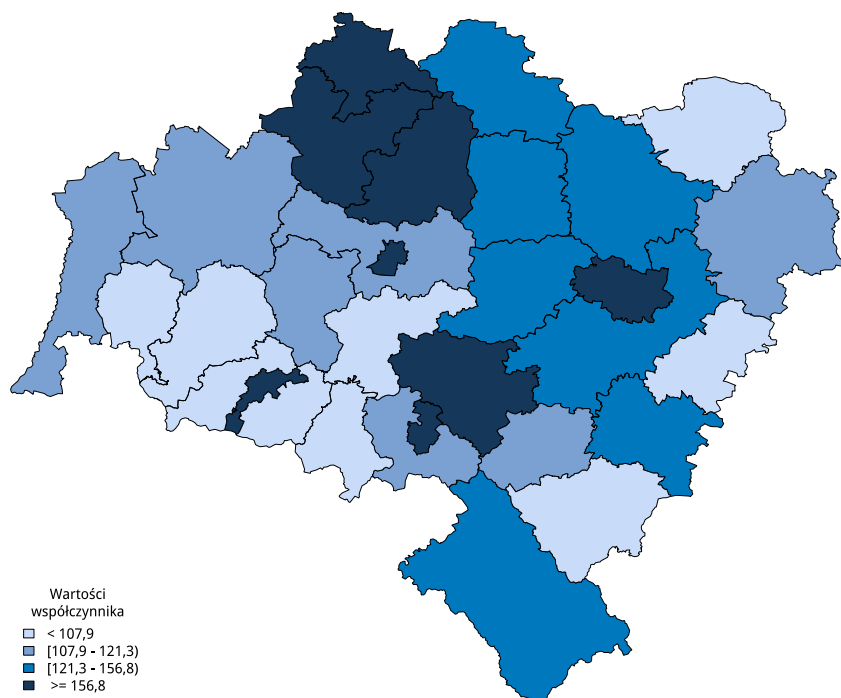 Wartości
współczynnika
< 107,9
[107,9 - 121,3)
[121,3 - 156,8)
>= 156,8